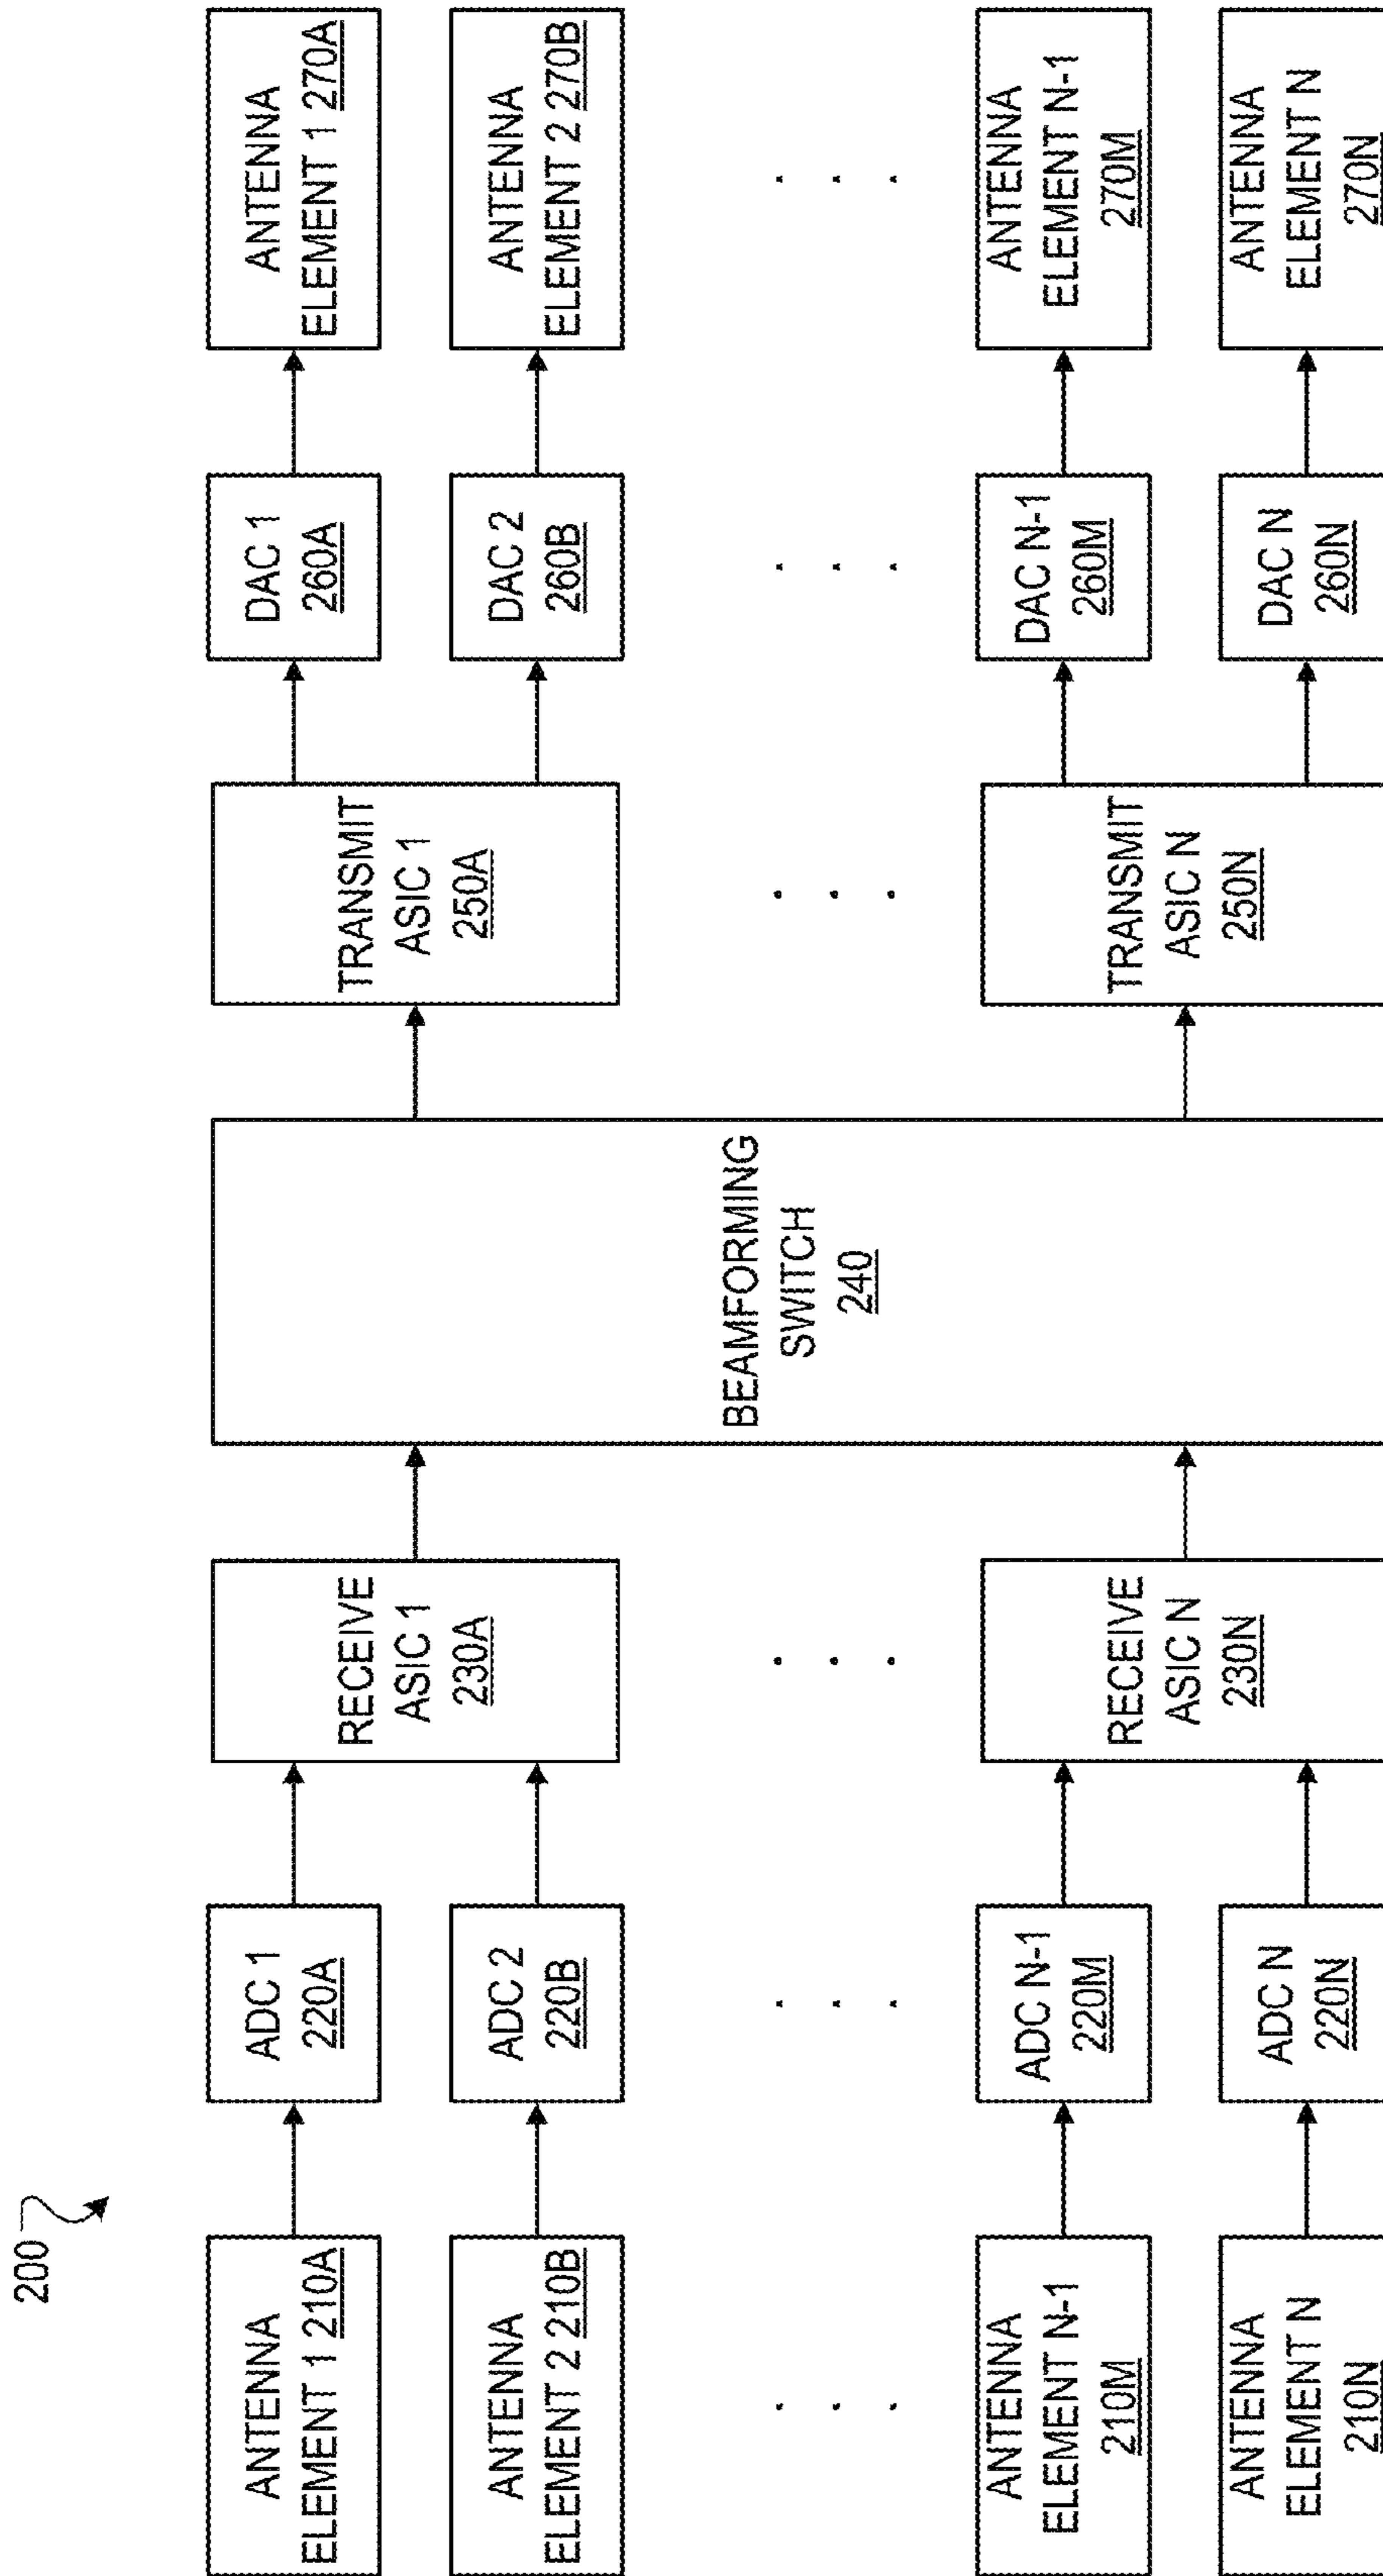 200
ANTENNA
ELEMENT 1 210A
ANTENNA
ELEMENT 2 210B
ANTENNA
ELEMENT N-1
210M
ANTENNA
ELEMENT N
210N
ADC 1
220A
ADC 2
220B
ADC N-1
220M
ADC N
220N
RECEIVE
ASIC 1
230A
RECEIVE
ASIC N
230N
BEAMFORMING
SWITCH
240
TRANSMIT
ASIC 1
250A
TRANSMIT
ASIC N
250N
DAC 1
260A
DAC 2
260B
DAC N-1
260M
DAC N
260N
ANTENNA
ELEMENT 1 270A
ANTENNA
ELEMENT 2 270B
ANTENNA
ELEMENT N-1
270M
ANTENNA
ELEMENT N
270N